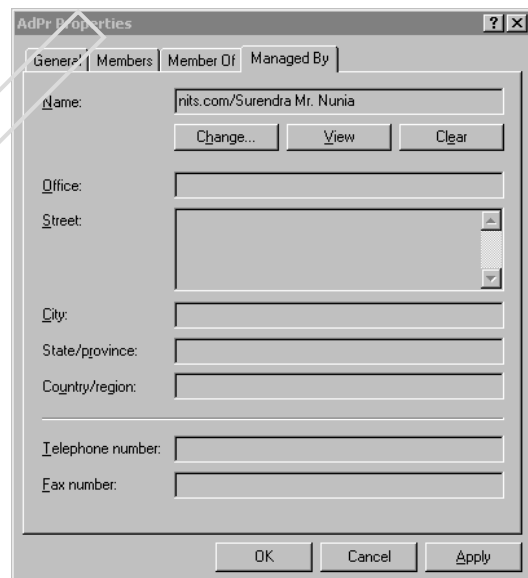 AdPr Properties
General Members Member Of Managed By
Name: nits.com/Surendra Mr. Nunia
Change... View Clear
Office:
Street:
City:
State/province:
Country/region:
Telephone number:
Fax number:
OK Cancel Apply